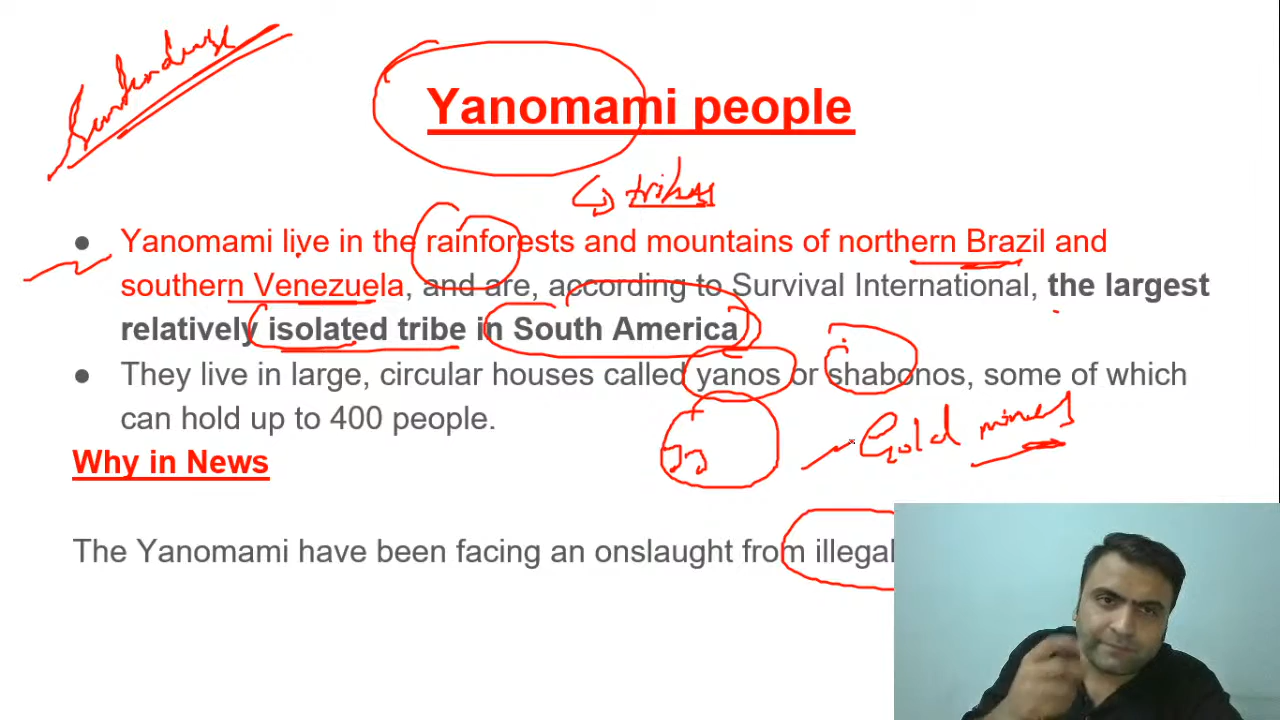 Yanomami people
tribes
● Yanomami live in the rainforests and mountains of northern Brazil and
southern Venezuela, and are, according to Survival International, the largest
relatively isolated tribe in South America
● They live in large, circular houses called yanos or shabonos, some of which
can hold up to 400 people.
Gold mines
Why in News
The Yanomami have been facing an onslaught from illegal